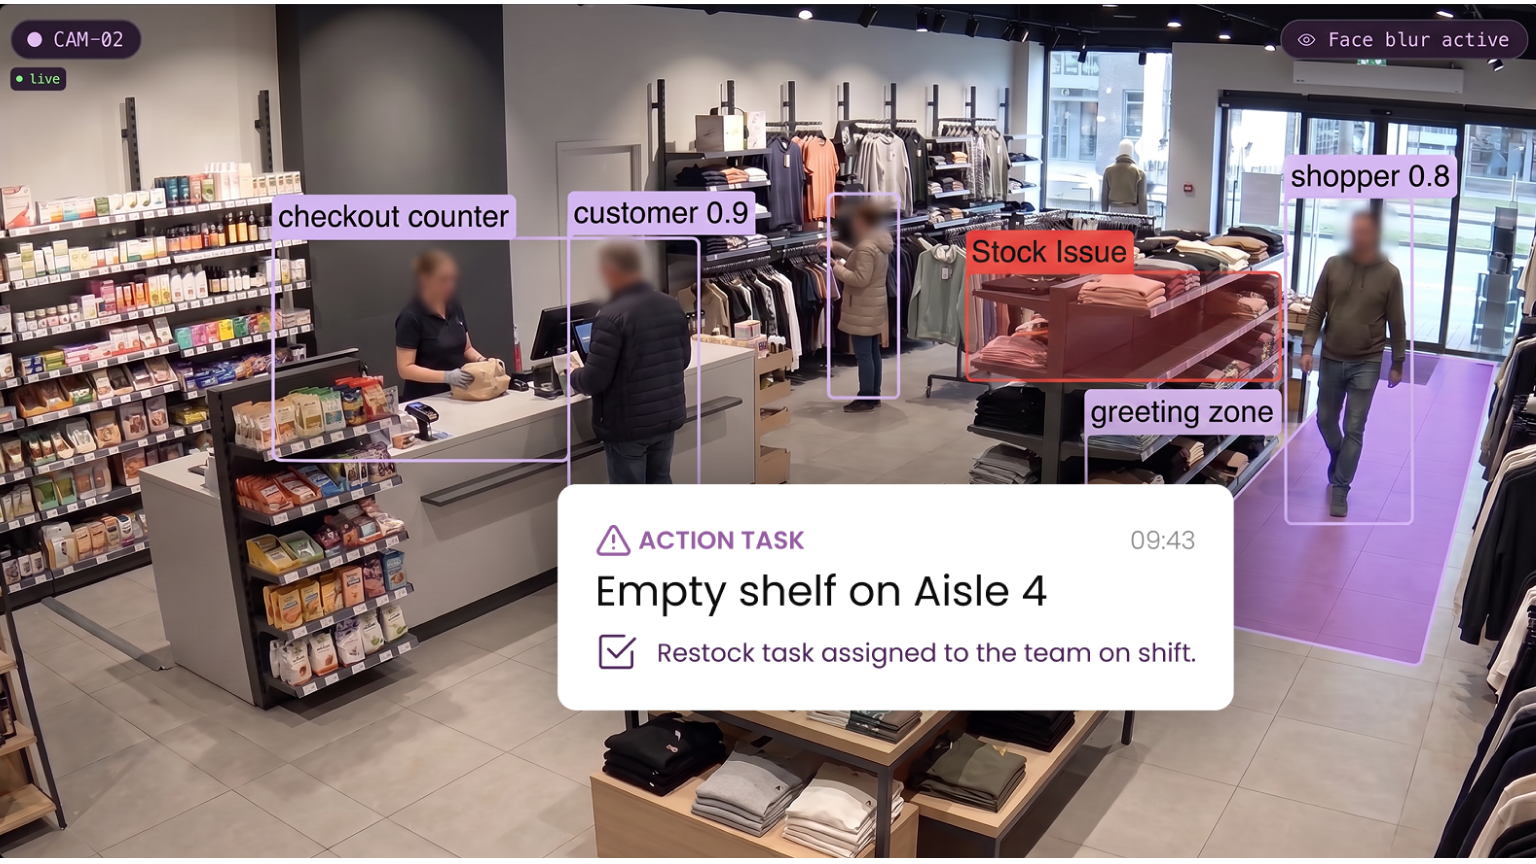 CAM-02
live
Face blur active
shopper 0.8
checkout counter
customer 0.9
Stock Issue
greeting zone
ACTION TASK
09:43
Empty shelf on Aisle 4
Restock task assigned to the team on shift.